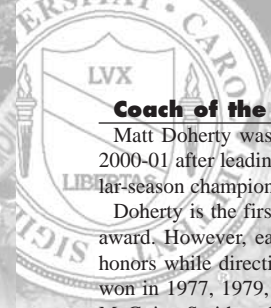 LVX
LIBERTAS
Coach of the
Matt Doherty was
2000-01 after leading
lar-season champion
Doherty is the first
award. However, ea
honors while directi
won in 1977, 1979,